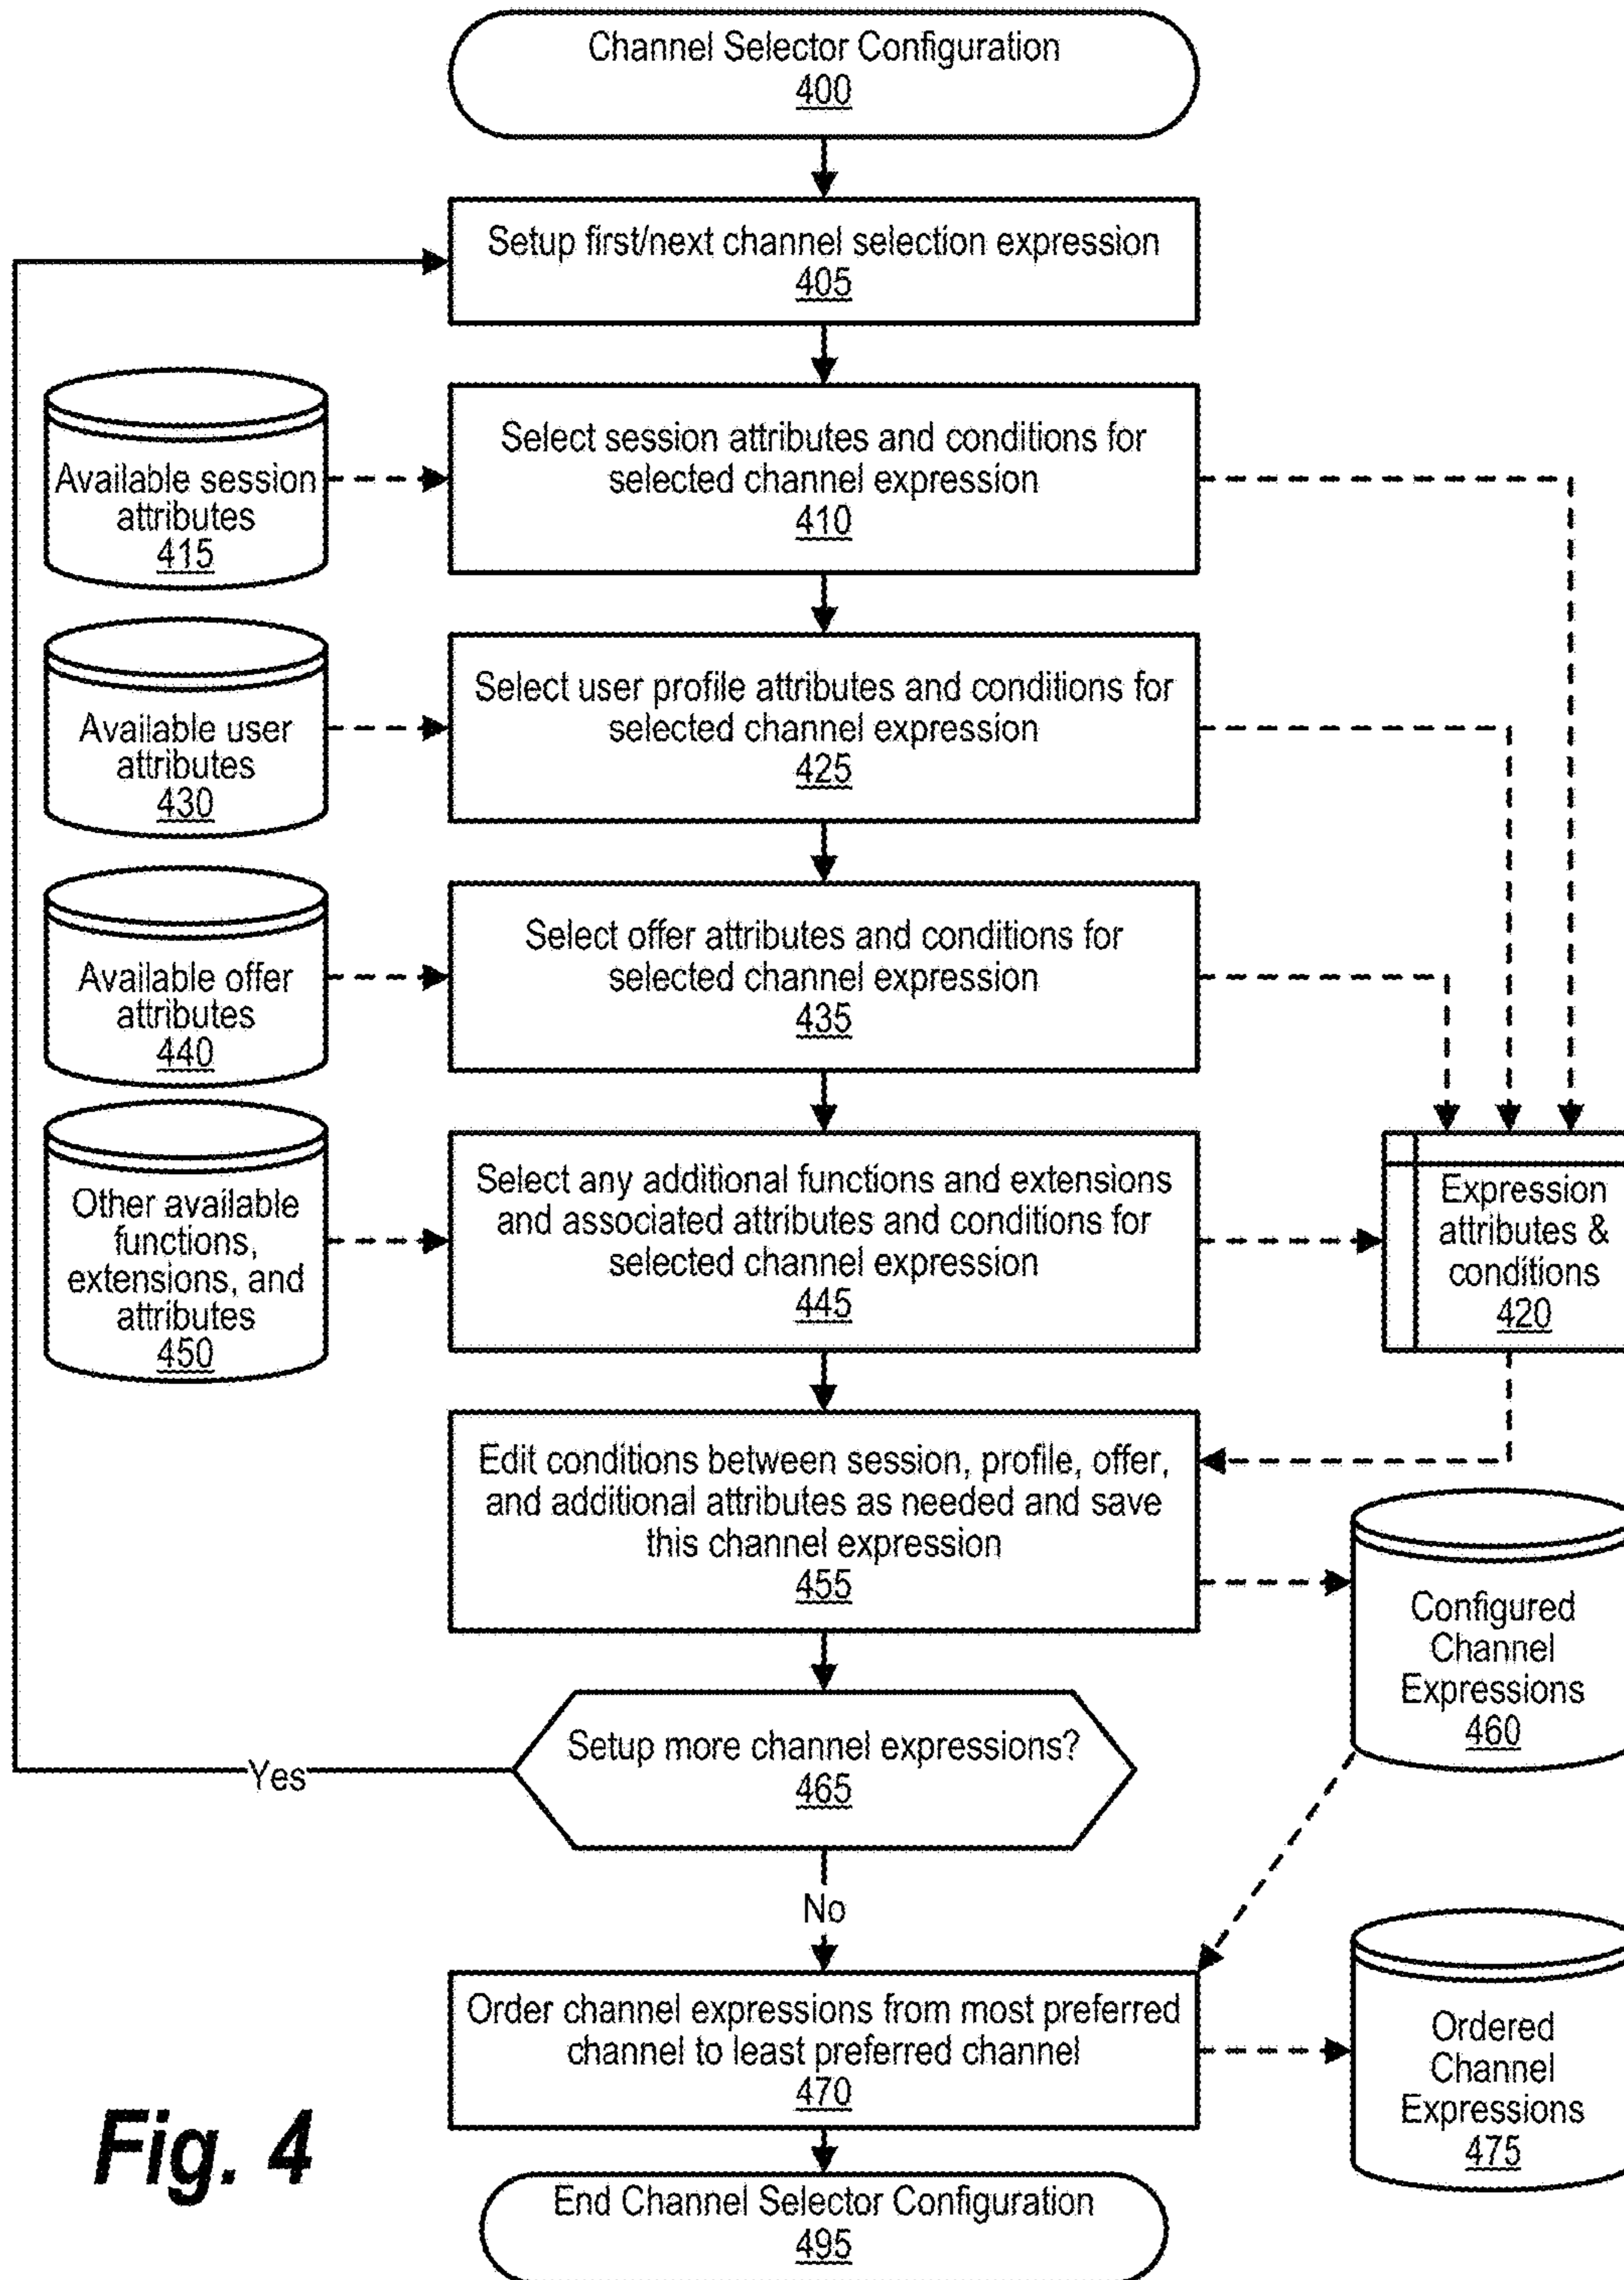 Channel Selector Configuration
400
Setup first/next channel selection expression
405
Available session
attributes
415
Select session attributes and conditions for
selected channel expression
410
Available user
attributes
430
Select user profile attributes and conditions for
selected channel expression
425
Available offer
attributes
440
Select offer attributes and conditions for
selected channel expression
435
Other available
functions,
extensions, and
attributes
450
Select any additional functions and extensions
and associated attributes and conditions for
selected channel expression
445
Expression
attributes &
conditions
420
Edit conditions between session, profile, offer,
and additional attributes as needed and save
this channel expression
455
Configured
Channel
Expressions
460
Setup more channel expressions?
465
Yes
No
Order channel expressions from most preferred
channel to least preferred channel
470
Ordered
Channel
Expressions
475
Fig. 4
End Channel Selector Configuration
495